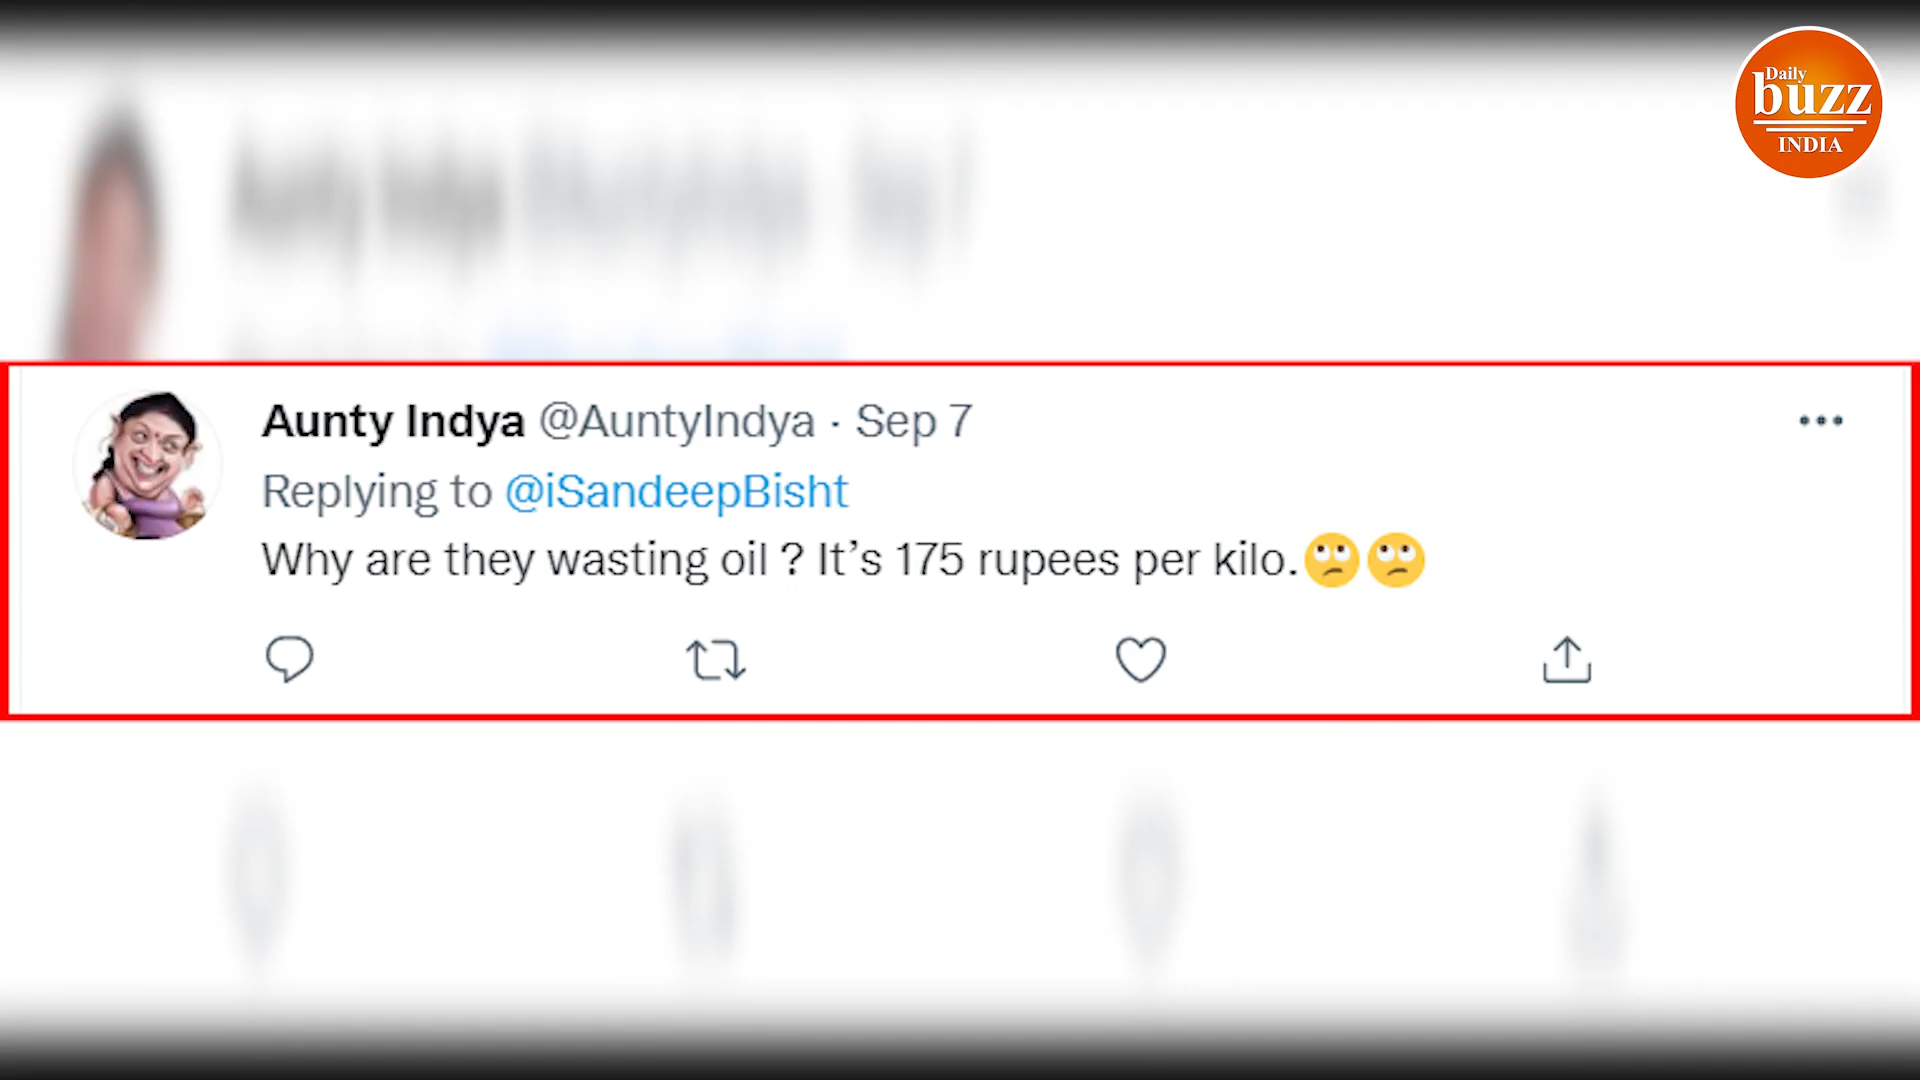 Daily
buzz
INDIA
Aunty Indya @AuntyIndya · Sep 7
Replying to @iSandeepBisht
Why are they wasting oil ? It’s 175 rupees per kilo.🙄🙄